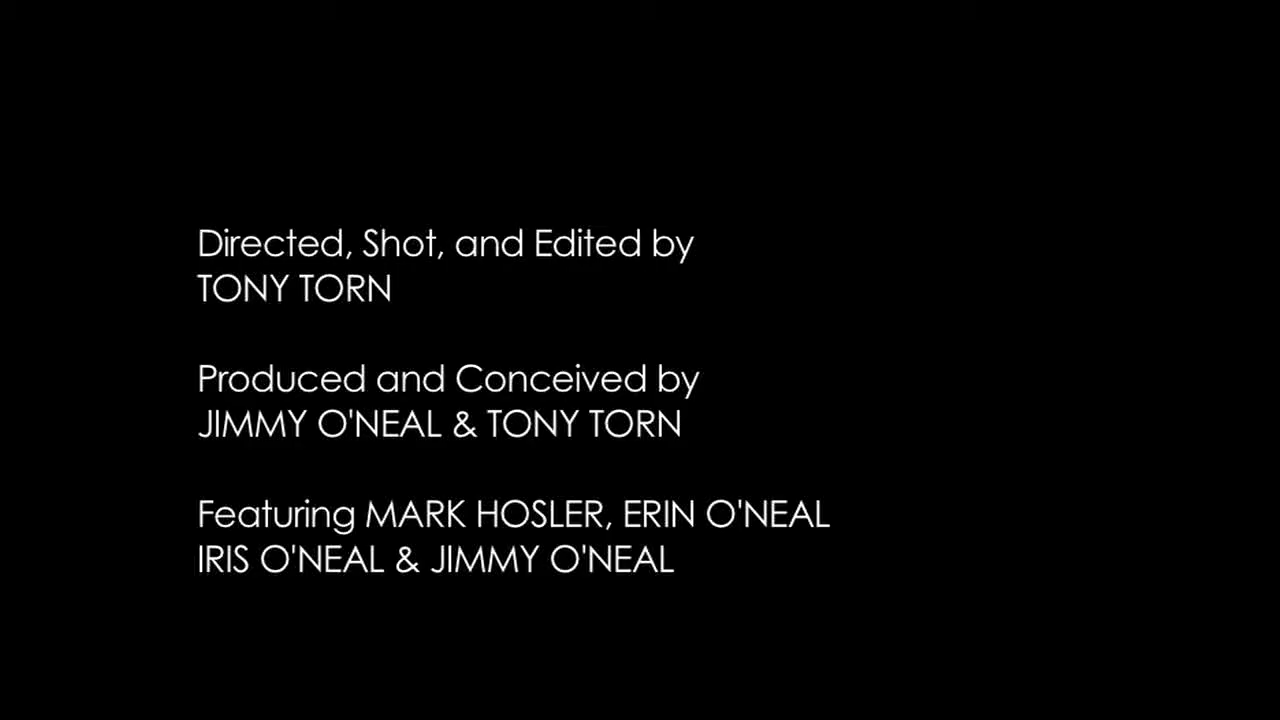 Directed, Shot, and Edited by
TONY TORN
Produced and Conceived by
JIMMY O'NEAL & TONY TORN
Featuring MARK HOSLER, ERIN O'NEAL
IRIS O'NEAL & JIMMY O'NEAL